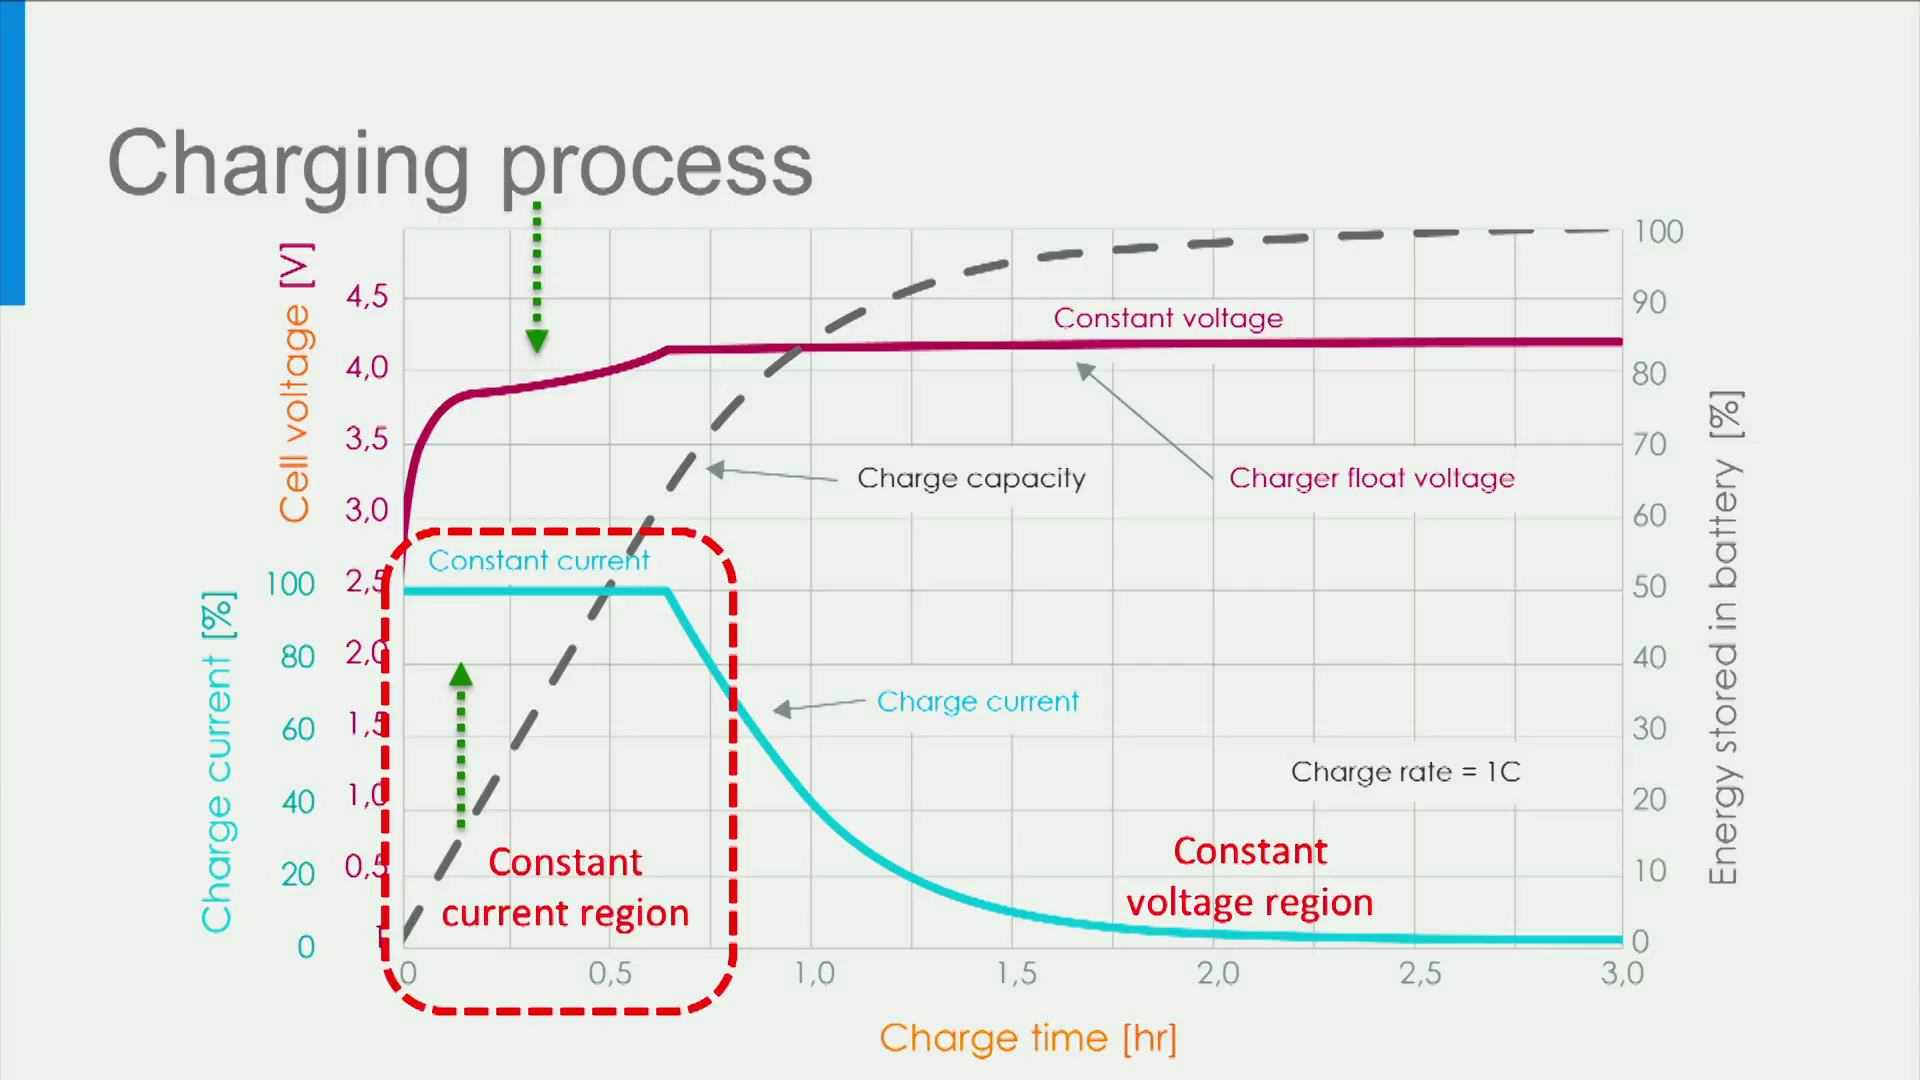 Charging process
Cell voltage [V]
4,5
4,0
3,5
3,0
2,5
2,0
1,5
1,0
0,5
Charge current [%]
100
80
60
40
20
0
100
90
80
70
60
50
40
30
20
10
0
Energy stored in battery [%]
Constant voltage
Charge capacity
Charger float voltage
Constant current
Charge current
Charge rate = 1C
Constant
current region
Constant
voltage region
0
0,5
1,0
1,5
2,0
2,5
3,0
Charge time [hr]